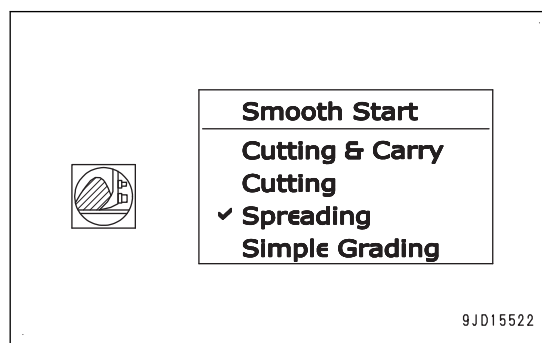 Smooth Start
Cutting & Carry
Cutting
Spreading
Simple Grading
9JD15522